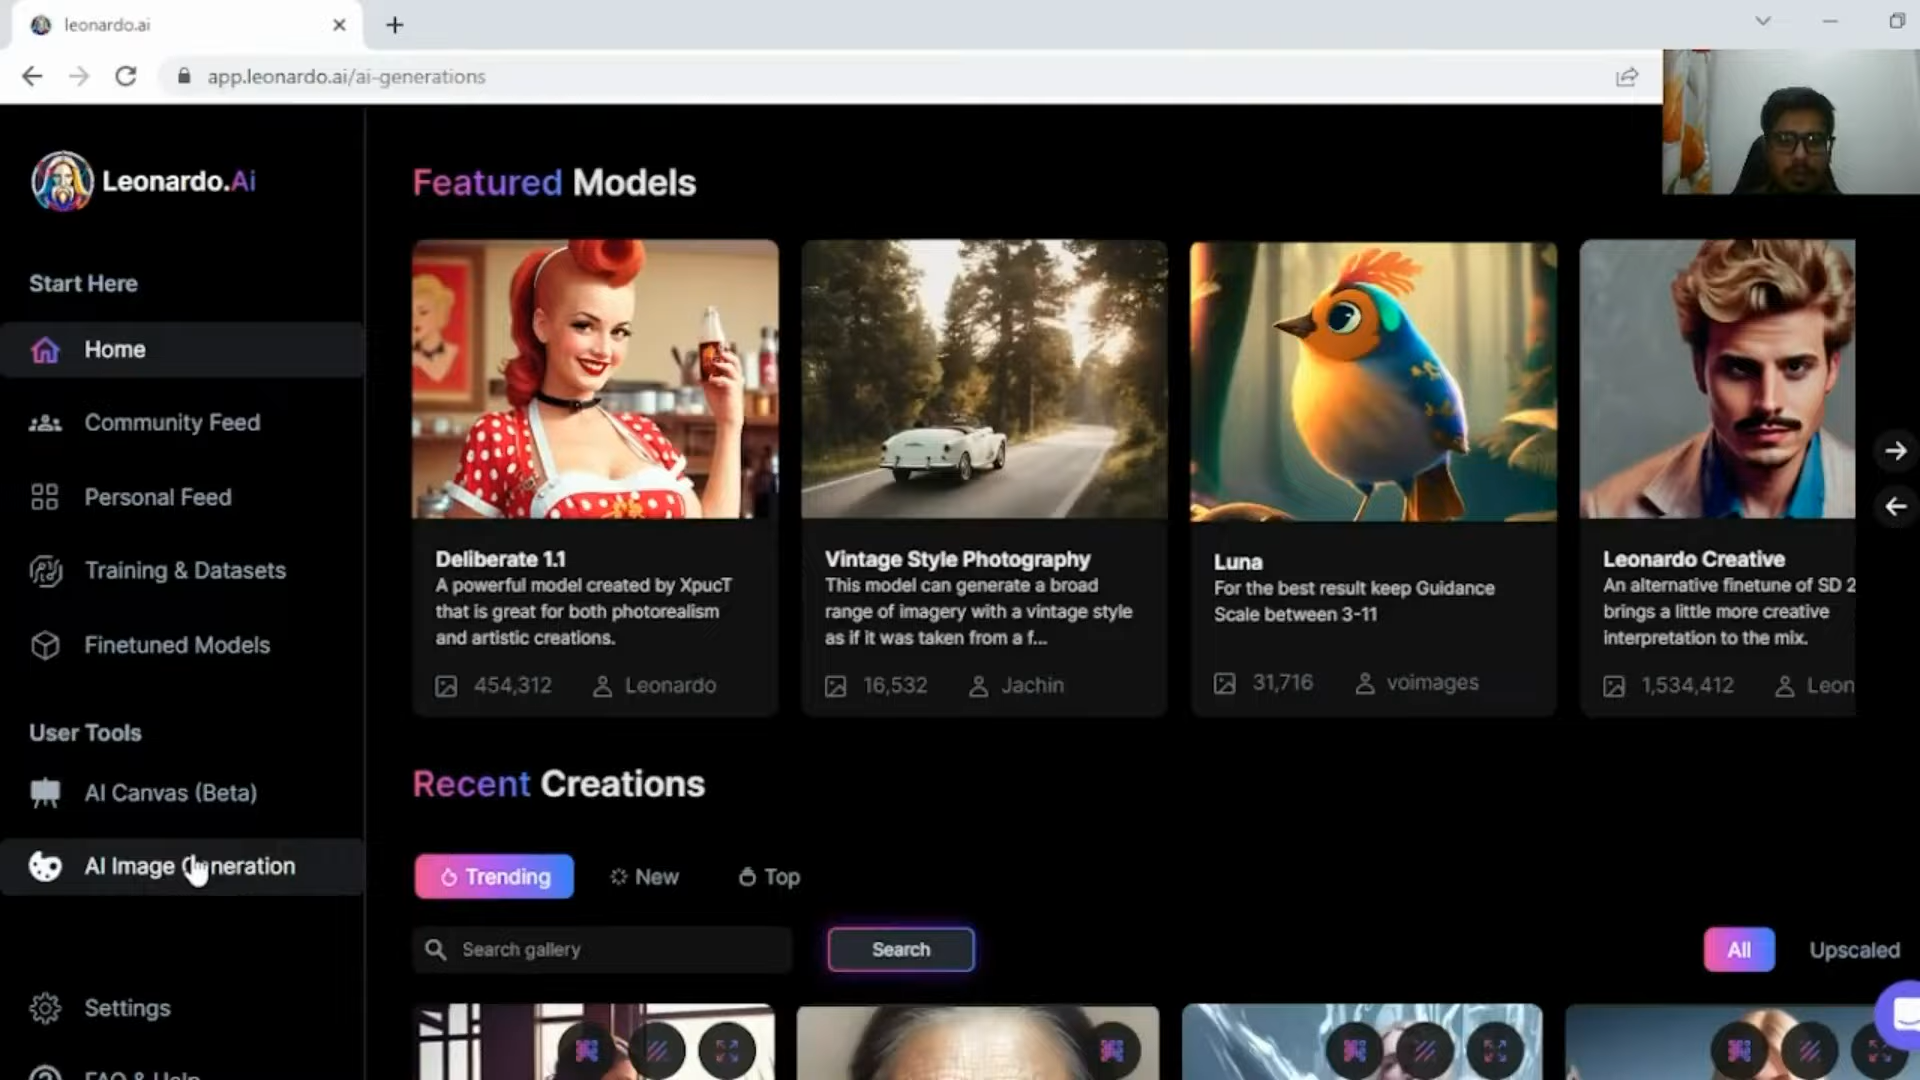 leonardo.ai
app.leonardo.ai/ai-generations
Leonardo.Ai
Start Here
Home
Community Feed
Personal Feed
Training & Datasets
Finetuned Models
User Tools
AI Canvas (Beta)
AI Image Generation
Settings
FAQ & Help
Featured Models
Deliberate 1.1
A powerful model created by XpucT
that is great for both photorealism
and artistic creations.
454,312 Leonardo
Vintage Style Photography
This model can generate a broad
range of imagery with a vintage style
as if it was taken from a f...
16,532 Jachin
Luna
For the best result keep Guidance
Scale between 3-11
31,716 voimages
Leonardo Creative
An alternative finetune of SD 2
brings a little more creative
interpretation to the mix.
1,534,412 Leon
Recent Creations
Trending New Top
Search gallery Search
All Upscaled